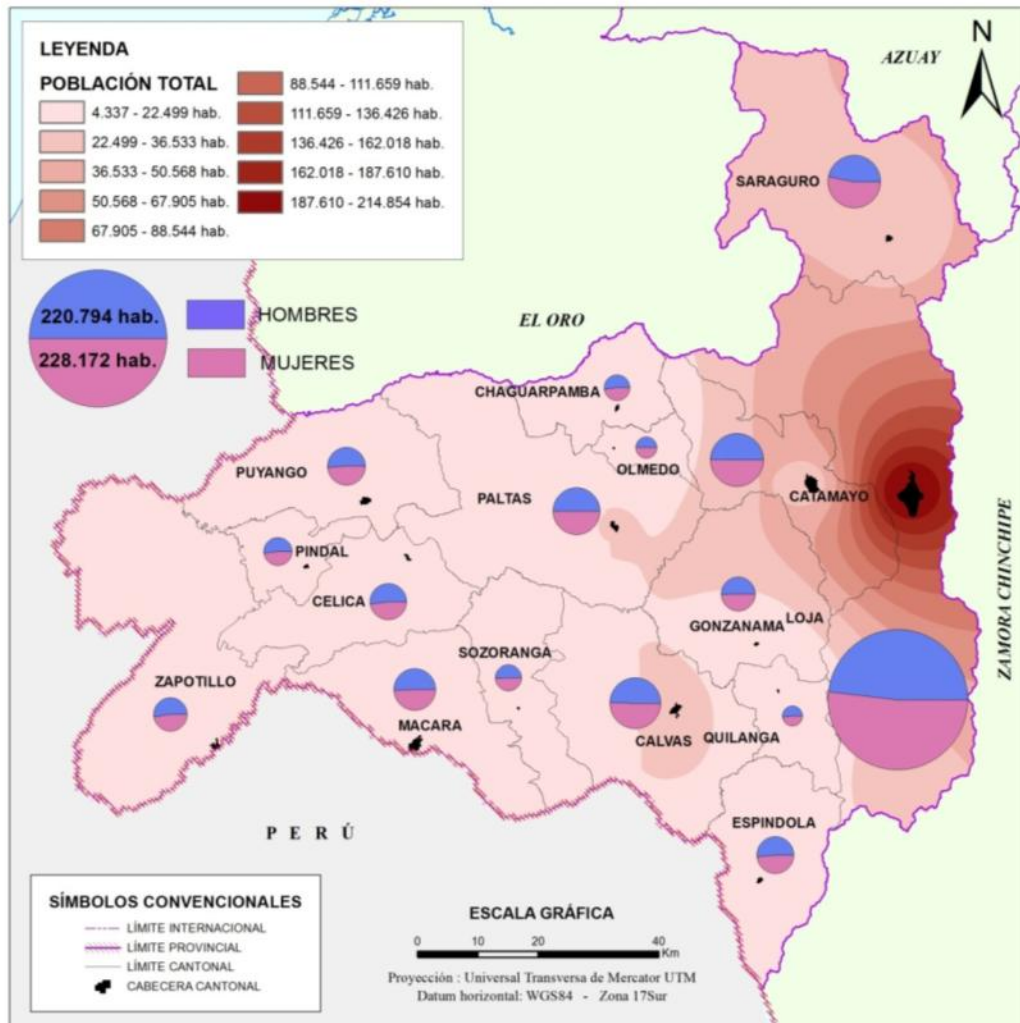 LEYENDA
POBLACIÓN TOTAL
4.337 - 22.499 hab.
22.499 - 36.533 hab.
36.533 - 50.568 hab.
50.568 - 67.905 hab.
67.905 - 88.544 hab.
88.544 - 111.659 hab.
111.659 - 136.426 hab.
136.426 - 162.018 hab.
162.018 - 187.610 hab.
187.610 - 214.854 hab.
220.794 hab.
228.172 hab.
HOMBRES
MUJERES
N
AZUAY
SARAGURO
EL ORO
CHAGUARPAMBA
PUYANGO
OLMEDO
PALTAS
CATAMAYO
ZAMORA CHINCHIPE
PINDAL
CELICA
GONZANAMA
LOJA
SOZORANGA
ZAPOTILLO
MACARA
CALVAS
QUILANGA
ESPINDOLA
PERÚ
SÍMBOLOS CONVENCIONALES
LÍMITE INTERNACIONAL
LÍMITE PROVINCIAL
LÍMITE CANTONAL
CABECERA CANTONAL
ESCALA GRÁFICA
0 10 20 40
Km
Proyección : Universal Transversa de Mercator UTM
Datum horizontal: WGS84 - Zona 17Sur